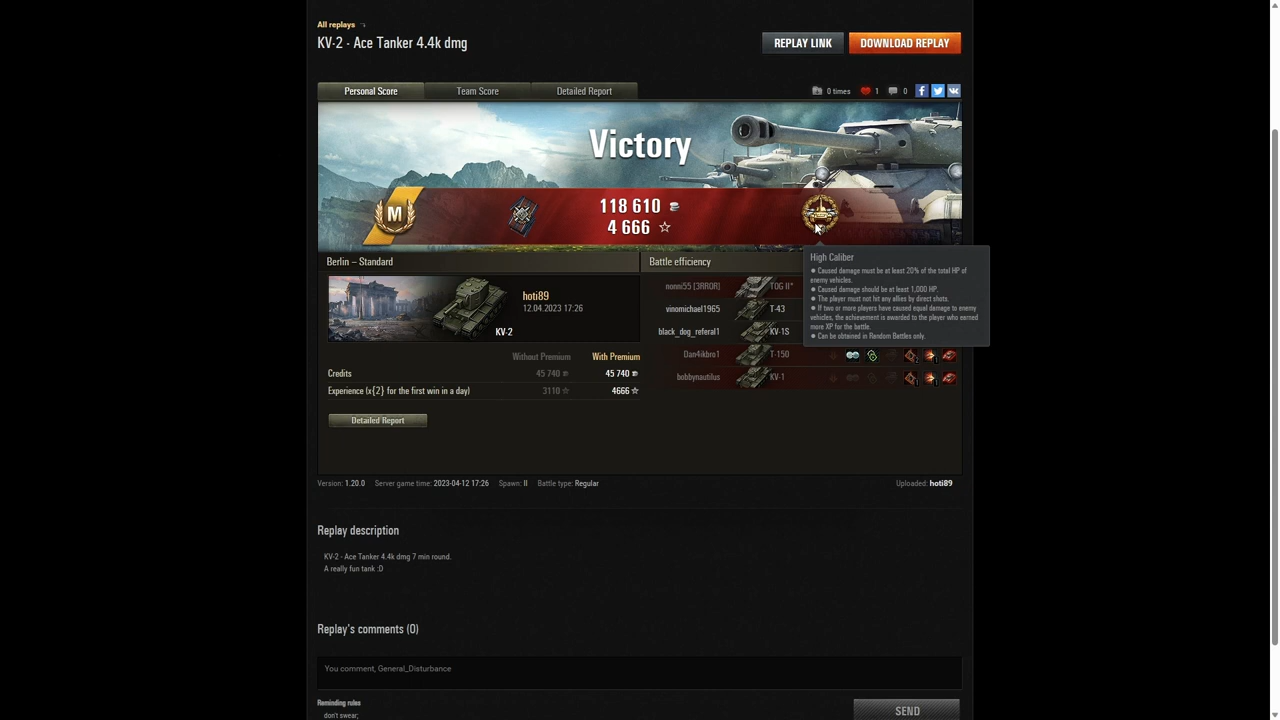 All replays
KV-2 - Ace Tanker 4.4k dmg
REPLAY LINK
DOWNLOAD REPLAY
Personal Score
Team Score
Detailed Report
0 times
1
0
Victory
M
118 610
4 666
High Caliber
Caused damage must be at least 20% of the total HP of
enemy vehicles.
Caused damage should be at least 1,000 HP.
The player must not hit any allies by direct shots.
If two or more players have caused equal damage to enemy
vehicles, the achievement is awarded to the player who earned
more XP for the battle.
Can be obtained in Random Battles only.
Berlin – Standard
Battle efficiency
hoti89
12.04.2023 17:26
KV-2
nonni55 [3RROR]
TOG II*
vinomichael1965
T-43
black_dog_referal1
KV-1S
Dan4ikbro1
T-150
bobbynautilus
KV-1
Without Premium
With Premium
Credits
45 740
45 740
Experience (x{2} for the first win in a day)
3110
4666
Detailed Report
Version: 1.20.0
Server game time: 2023-04-12 17:26
Spawn: II
Battle type: Regular
Uploaded: hoti89
Replay description
KV-2 - Ace Tanker 4.4k dmg 7 min round.
A really fun tank :D
Replay's comments (0)
You comment, General_Disturbance
Reminding rules
don't swear;
SEND